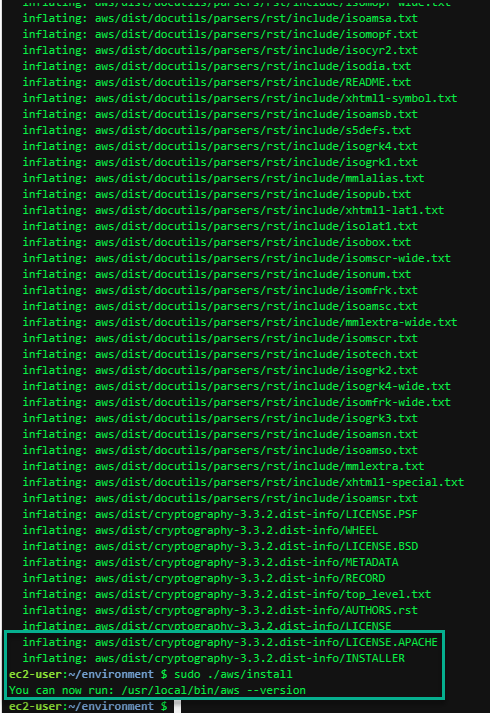 inflating: aws/dist/docutils/parsers/rst/include/isomopf-wide.txt
inflating: aws/dist/docutils/parsers/rst/include/isoamsa.txt
inflating: aws/dist/docutils/parsers/rst/include/isomopf.txt
inflating: aws/dist/docutils/parsers/rst/include/isocyr2.txt
inflating: aws/dist/docutils/parsers/rst/include/isodia.txt
inflating: aws/dist/docutils/parsers/rst/include/README.txt
inflating: aws/dist/docutils/parsers/rst/include/xhtml1-symbol.txt
inflating: aws/dist/docutils/parsers/rst/include/isoamsb.txt
inflating: aws/dist/docutils/parsers/rst/include/s5defs.txt
inflating: aws/dist/docutils/parsers/rst/include/isogrk4.txt
inflating: aws/dist/docutils/parsers/rst/include/isogrk1.txt
inflating: aws/dist/docutils/parsers/rst/include/mmlalias.txt
inflating: aws/dist/docutils/parsers/rst/include/isopub.txt
inflating: aws/dist/docutils/parsers/rst/include/xhtml1-lat1.txt
inflating: aws/dist/docutils/parsers/rst/include/isolat1.txt
inflating: aws/dist/docutils/parsers/rst/include/isobox.txt
inflating: aws/dist/docutils/parsers/rst/include/isomscr-wide.txt
inflating: aws/dist/docutils/parsers/rst/include/isonum.txt
inflating: aws/dist/docutils/parsers/rst/include/isomfrk.txt
inflating: aws/dist/docutils/parsers/rst/include/isoamsc.txt
inflating: aws/dist/docutils/parsers/rst/include/mmlextra-wide.txt
inflating: aws/dist/docutils/parsers/rst/include/isomscr.txt
inflating: aws/dist/docutils/parsers/rst/include/isotech.txt
inflating: aws/dist/docutils/parsers/rst/include/isogrk2.txt
inflating: aws/dist/docutils/parsers/rst/include/isogrk4-wide.txt
inflating: aws/dist/docutils/parsers/rst/include/isomfrk-wide.txt
inflating: aws/dist/docutils/parsers/rst/include/isogrk3.txt
inflating: aws/dist/docutils/parsers/rst/include/isoamsn.txt
inflating: aws/dist/docutils/parsers/rst/include/isoamso.txt
inflating: aws/dist/docutils/parsers/rst/include/mmlextra.txt
inflating: aws/dist/docutils/parsers/rst/include/xhtml1-special.txt
inflating: aws/dist/docutils/parsers/rst/include/isoamsr.txt
inflating: aws/dist/cryptography-3.3.2.dist-info/LICENSE.PSF
inflating: aws/dist/cryptography-3.3.2.dist-info/WHEEL
inflating: aws/dist/cryptography-3.3.2.dist-info/LICENSE.BSD
inflating: aws/dist/cryptography-3.3.2.dist-info/METADATA
inflating: aws/dist/cryptography-3.3.2.dist-info/RECORD
inflating: aws/dist/cryptography-3.3.2.dist-info/top_level.txt
inflating: aws/dist/cryptography-3.3.2.dist-info/AUTHORS.rst
inflating: aws/dist/cryptography-3.3.2.dist-info/LICENSE
inflating: aws/dist/cryptography-3.3.2.dist-info/LICENSE.APACHE
inflating: aws/dist/cryptography-3.3.2.dist-info/INSTALLER
ec2-user:~/environment $ sudo ./aws/install
You can now run: /usr/local/bin/aws --version
ec2-user:~/environment $